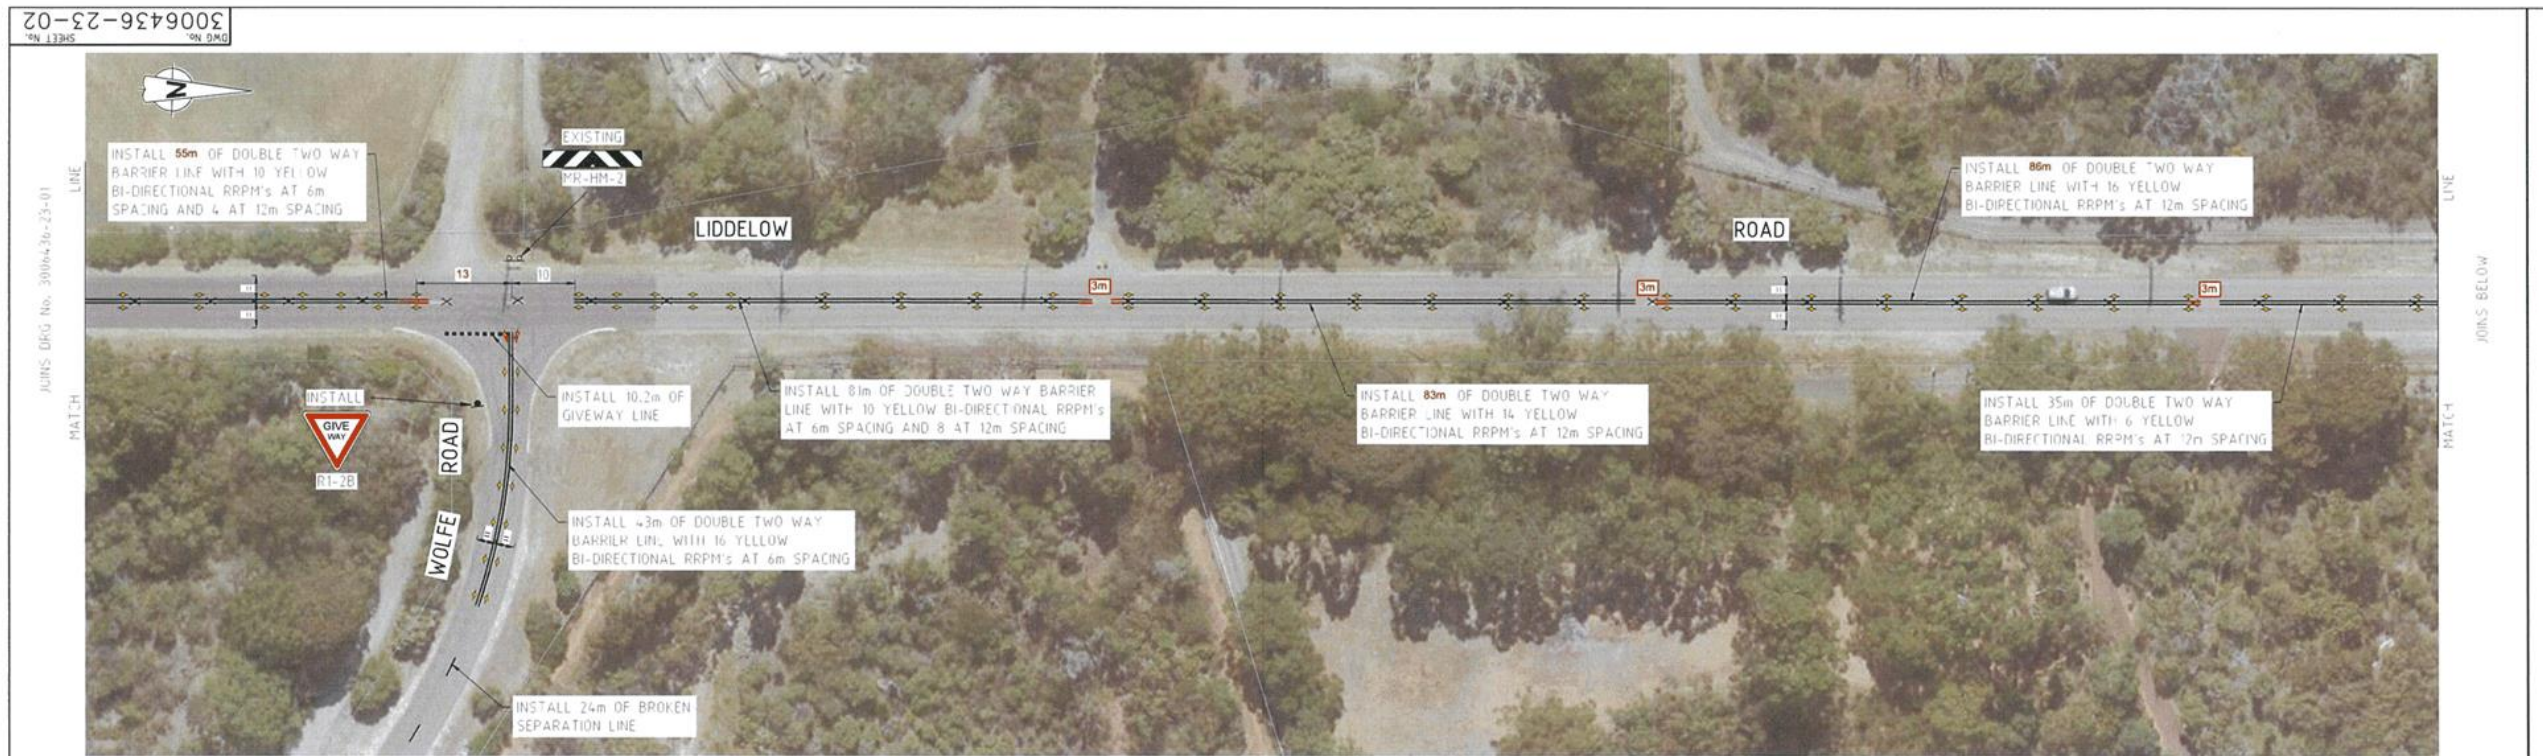 3006436-23-02
DWG No. SHEET No.
N
EXISTING
MR-HM-2
INSTALL 55m OF DOUBLE TWO WAY
BARRIER LINE WITH 10 YELLOW
BI-DIRECTIONAL RRPM's AT 6m
SPACING AND 4 AT 12m SPACING
INSTALL 86m OF DOUBLE TWO WAY
BARRIER LINE WITH 16 YELLOW
BI-DIRECTIONAL RRPM's AT 12m SPACING
MATCH LINE
JOINS DRG No. 3006436-23-01
LIDDELOW ROAD
13
10
3m
3m
3m
MATCH LINE
JOINS BELOW
INSTALL
GIVE
WAY
R1-2B
WOLFE ROAD
INSTALL 10.2m OF
GIVEWAY LINE
INSTALL 81m OF DOUBLE TWO WAY BARRIER
LINE WITH 10 YELLOW BI-DIRECTIONAL RRPM's
AT 6m SPACING AND 8 AT 12m SPACING
INSTALL 83m OF DOUBLE TWO WAY
BARRIER LINE WITH 14 YELLOW
BI-DIRECTIONAL RRPM's AT 12m SPACING
INSTALL 35m OF DOUBLE TWO WAY
BARRIER LINE WITH 6 YELLOW
BI-DIRECTIONAL RRPM's AT 12m SPACING
INSTALL 43m OF DOUBLE TWO WAY
BARRIER LINE WITH 16 YELLOW
BI-DIRECTIONAL RRPM's AT 6m SPACING
INSTALL 24m OF BROKEN
SEPARATION LINE